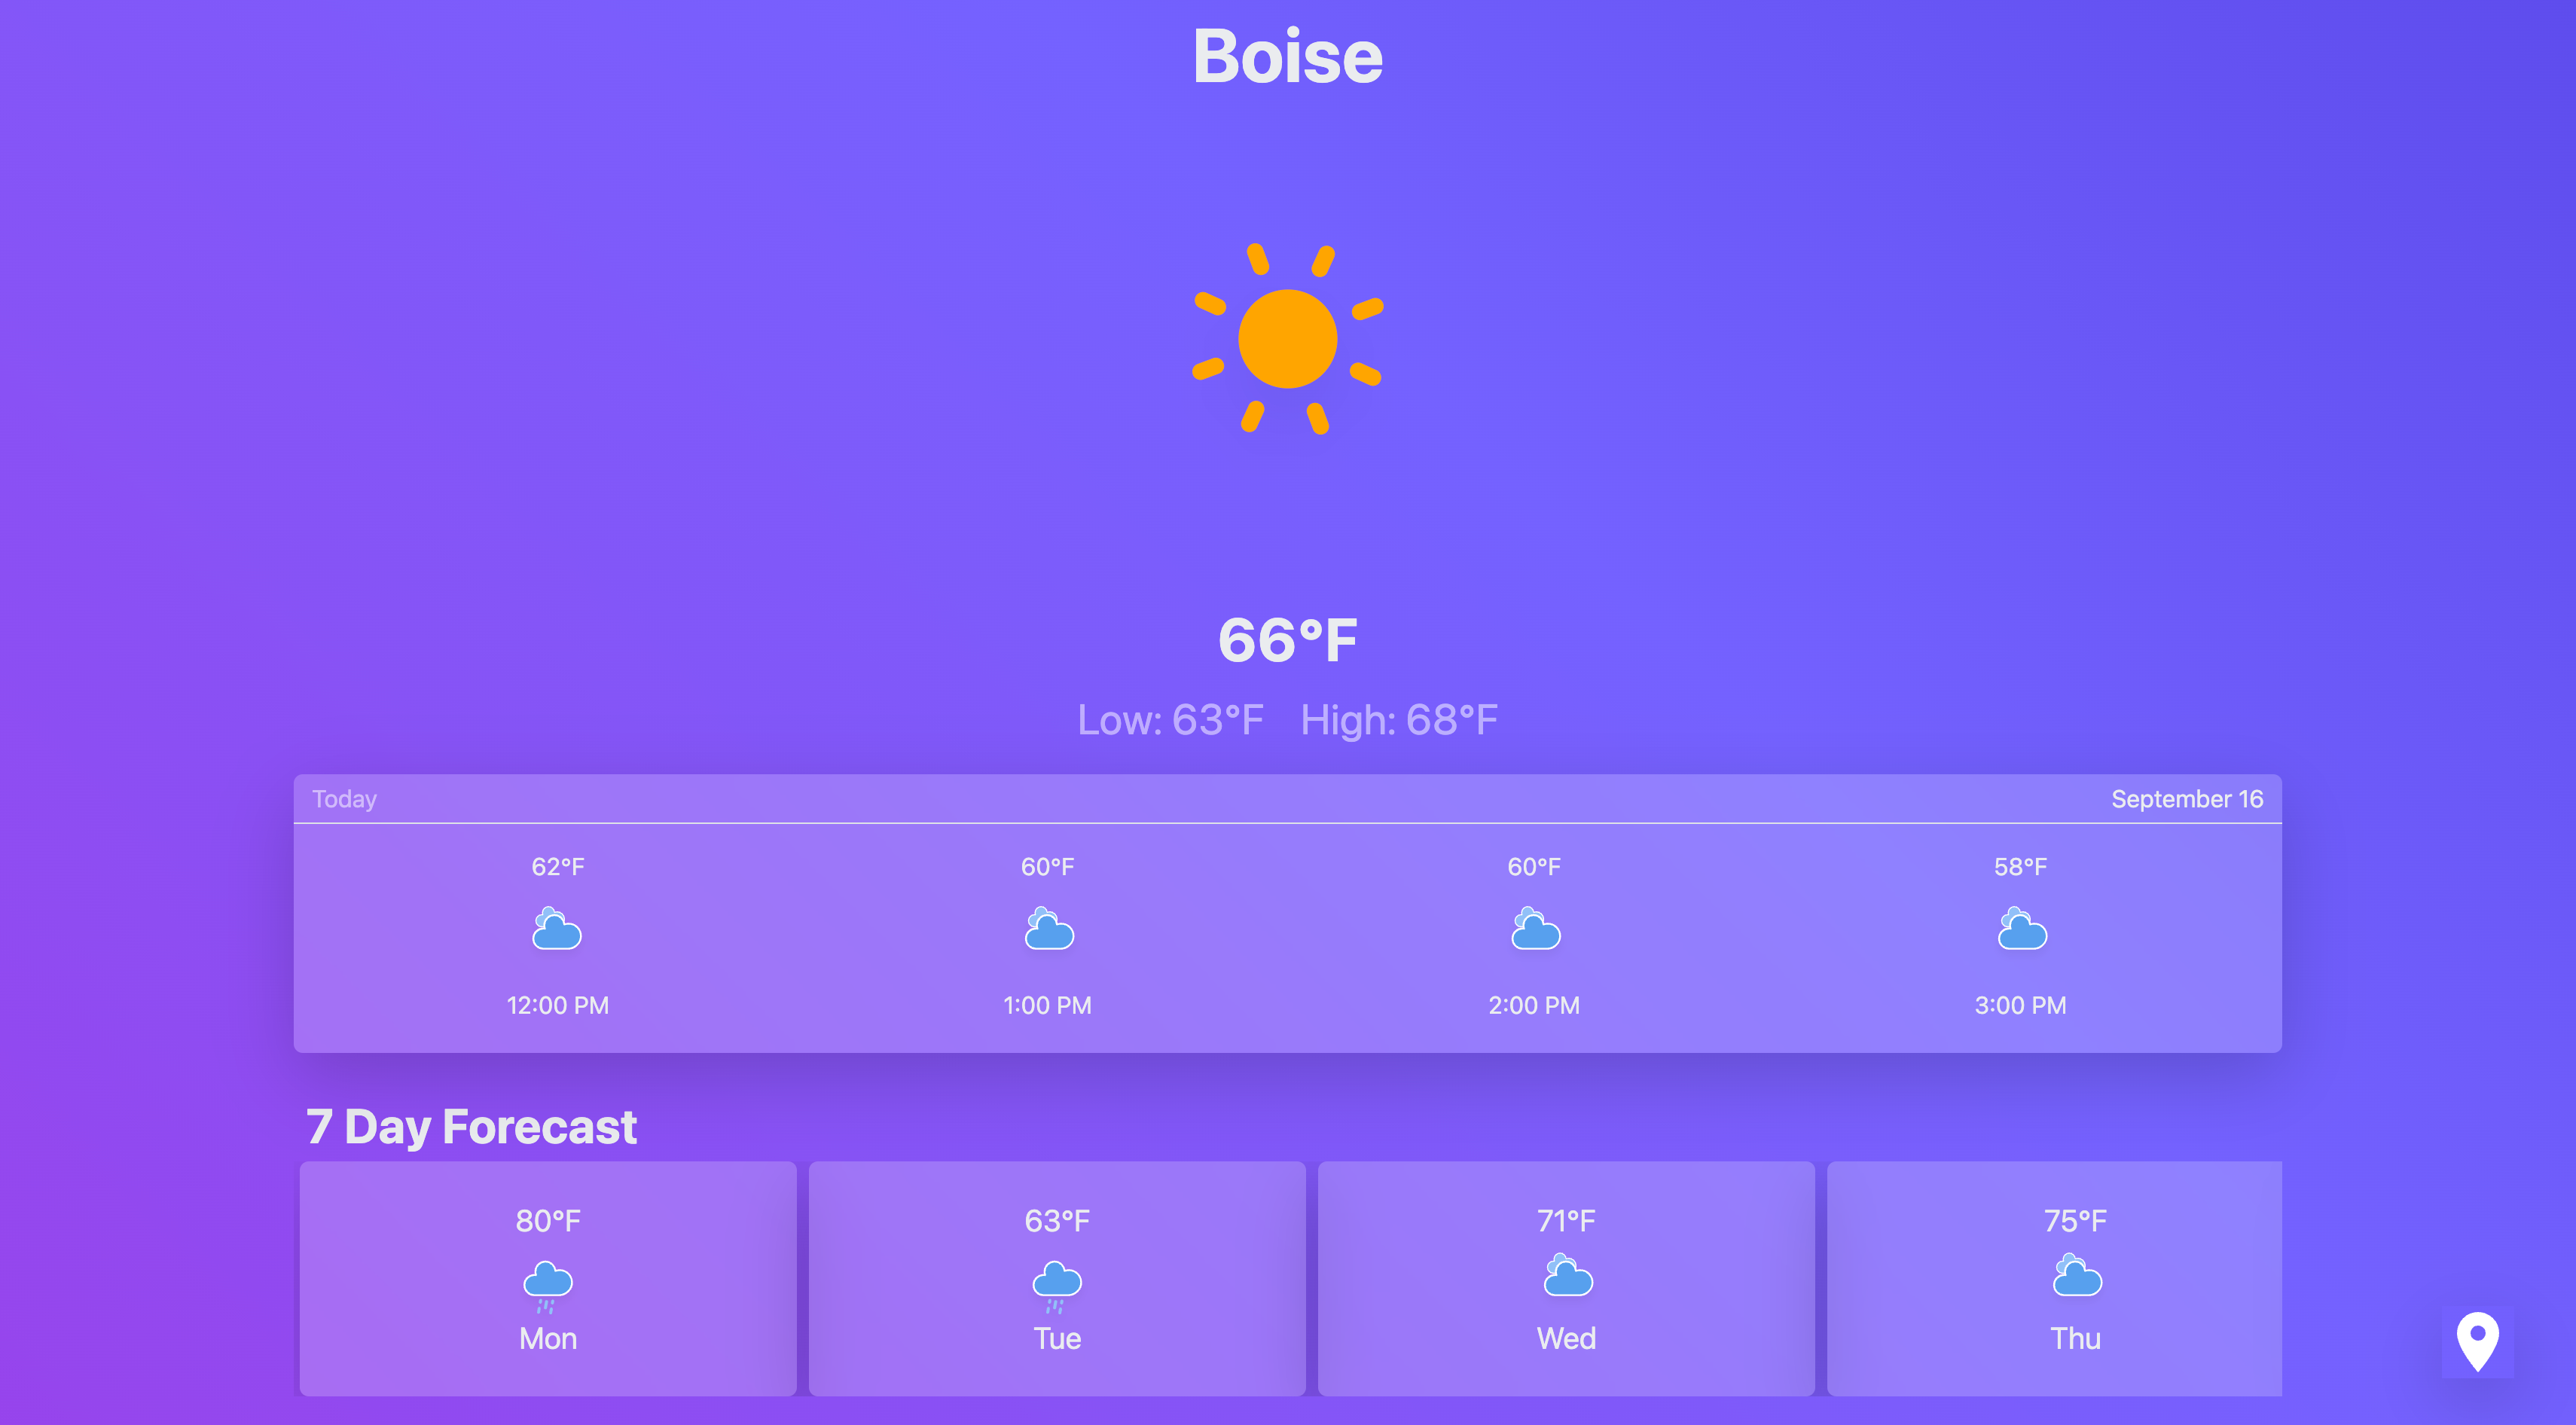 Boise
66°F
Low: 63°F High: 68°F
Today September 16
62°F 60°F 60°F 58°F
12:00 PM 1:00 PM 2:00 PM 3:00 PM
7 Day Forecast
80°F 63°F 71°F 75°F
Mon Tue Wed Thu